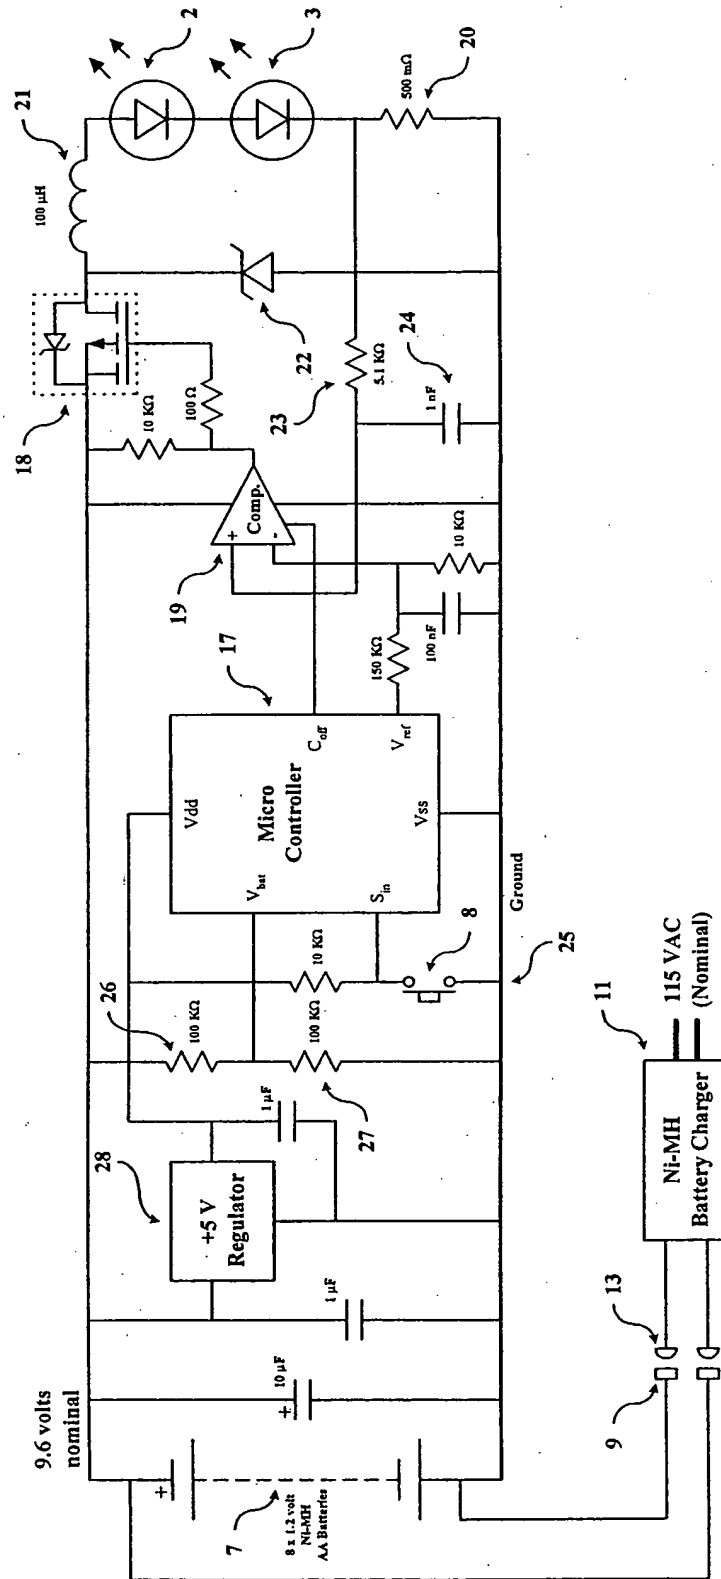 9.6 volts
nominal
+
7
8 x 1.2 volt
Ni-MH
AA Batteries
+
10 µF
1 µF
28
+5 V
Regulator
1 µF
26
100 KΩ
100 KΩ
27
10 KΩ
8
25
Ground
Vdd
Vbat
Sin
Micro
Controller
Coff
Vref
Vss
17
150 KΩ
100 nF
10 KΩ
19
+
-
Comp.
10 KΩ
100 Ω
18
23
5.1 KΩ
24
1 nF
22
100 µH
21
2
3
20
500 mΩ
9
13
11
Ni-MH
Battery Charger
115 VAC
(Nominal)